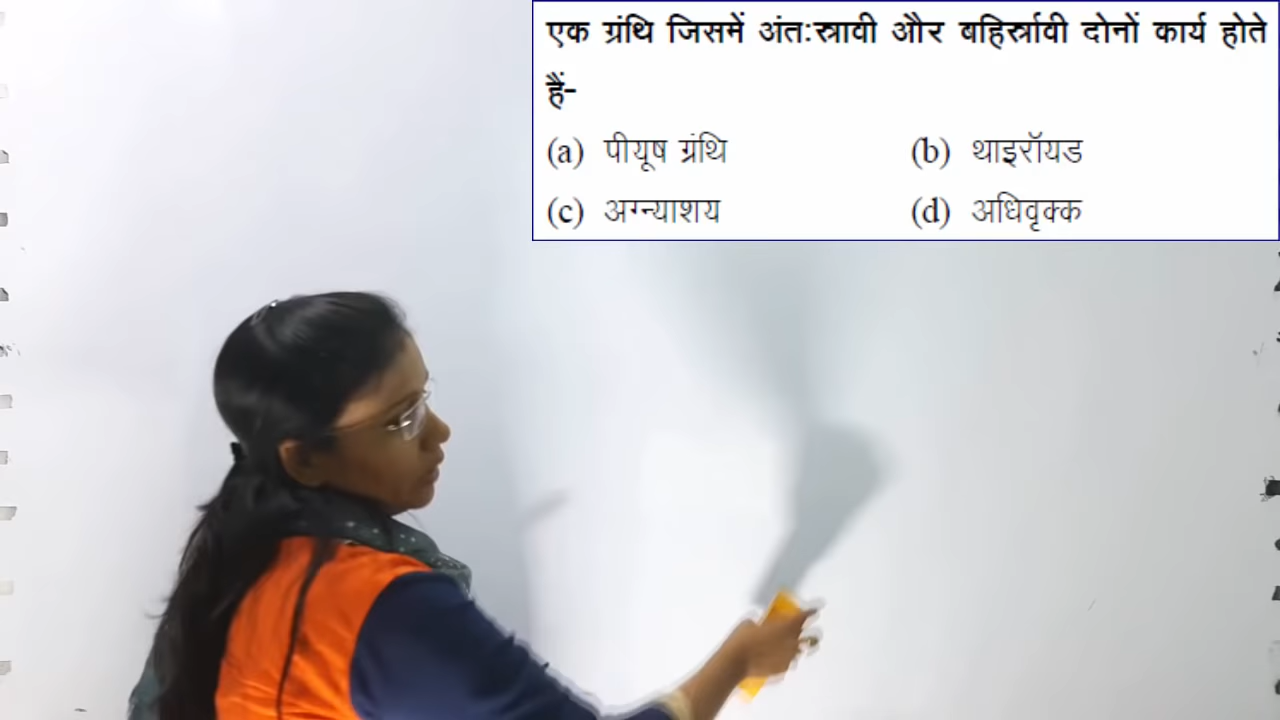 एक ग्रंथि जिसमें अंतःस्रावी और बहिर्स्रावी दोनों कार्य होते
हैं-
(a) पीयूष ग्रंथि (b) थाइरॉयड
(c) अग्न्याशय (d) अधिवृक्क